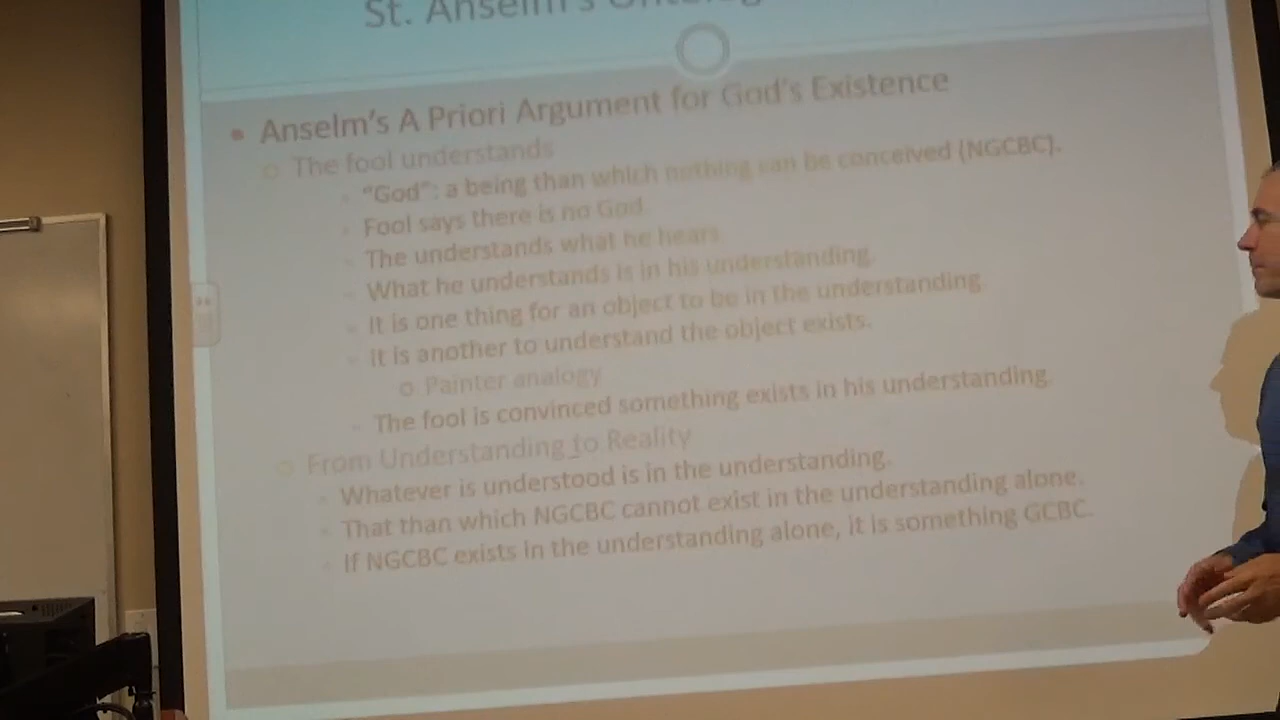 St. Anselm's Ontolog
Anselm's A Priori Argument for God's Existence
The fool understands
"God": a being than which nothing can be conceived (NGCBC).
Fool says there is no God.
The understands what he hears
What he understands is in his understanding.
It is one thing for an object to be in the understanding
It is another to understand the object exists.
Painter analogy
The fool is convinced something exists in his understanding.
From Understanding to Reality
Whatever is understood is in the understanding.
That than which NGCBC cannot exist in the understanding alone.
If NGCBC exists in the understanding alone, it is something GCBC.